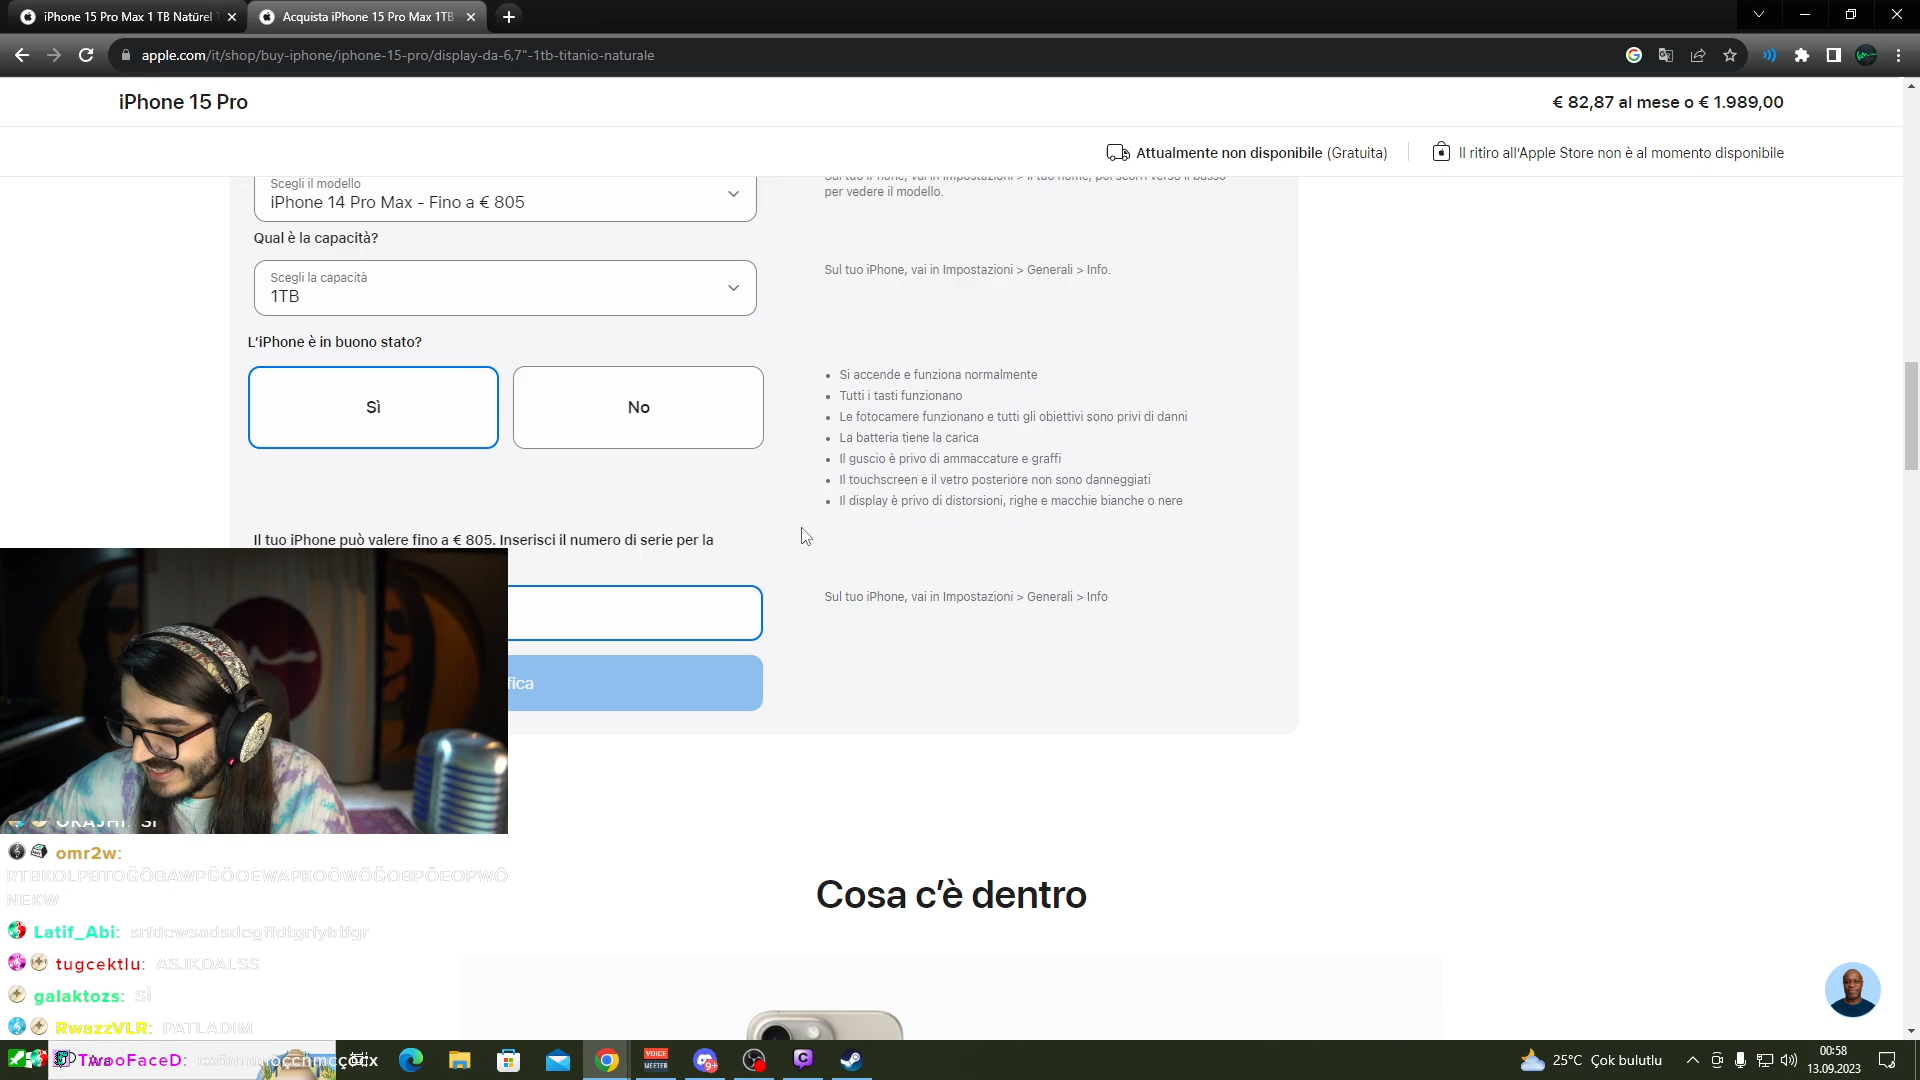 iPhone 15 Pro Max 1 TB Natürel
Acquista iPhone 15 Pro Max 1TB
apple.com/it/shop/buy-iphone/iphone-15-pro/display-da-6,7"-1tb-titanio-naturale
iPhone 15 Pro
€ 82,87 al mese o € 1.989,00
Attualmente non disponibile (Gratuita)
Il ritiro all'Apple Store non è al momento disponibile
Scegli il modello
iPhone 14 Pro Max - Fino a € 805
per vedere il modello.
Qual è la capacità?
Scegli la capacità
1TB
Sul tuo iPhone, vai in Impostazioni > Generali > Info.
L'iPhone è in buono stato?
Sì
No
Si accende e funziona normalmente
Tutti i tasti funzionano
Le fotocamere funzionano e tutti gli obiettivi sono privi di danni
La batteria tiene la carica
Il guscio è privo di ammaccature e graffi
Il touchscreen e il vetro posteriore non sono danneggiati
Il display è privo di distorsioni, righe e macchie bianche o nere
Il tuo iPhone può valere fino a € 805. Inserisci il numero di serie per la
Sul tuo iPhone, vai in Impostazioni > Generali > Info
fica
Cosa c'è dentro
omr2w:
NEKW
Latif_Abi:
tugcektlu: ASJKDALSS
galaktozs: Sİ
RwazzVLR: PATLADIM
TwooFaceD:
VOICE
MEETER
9+
25°C Çok bulutlu
00:58
13.09.2023